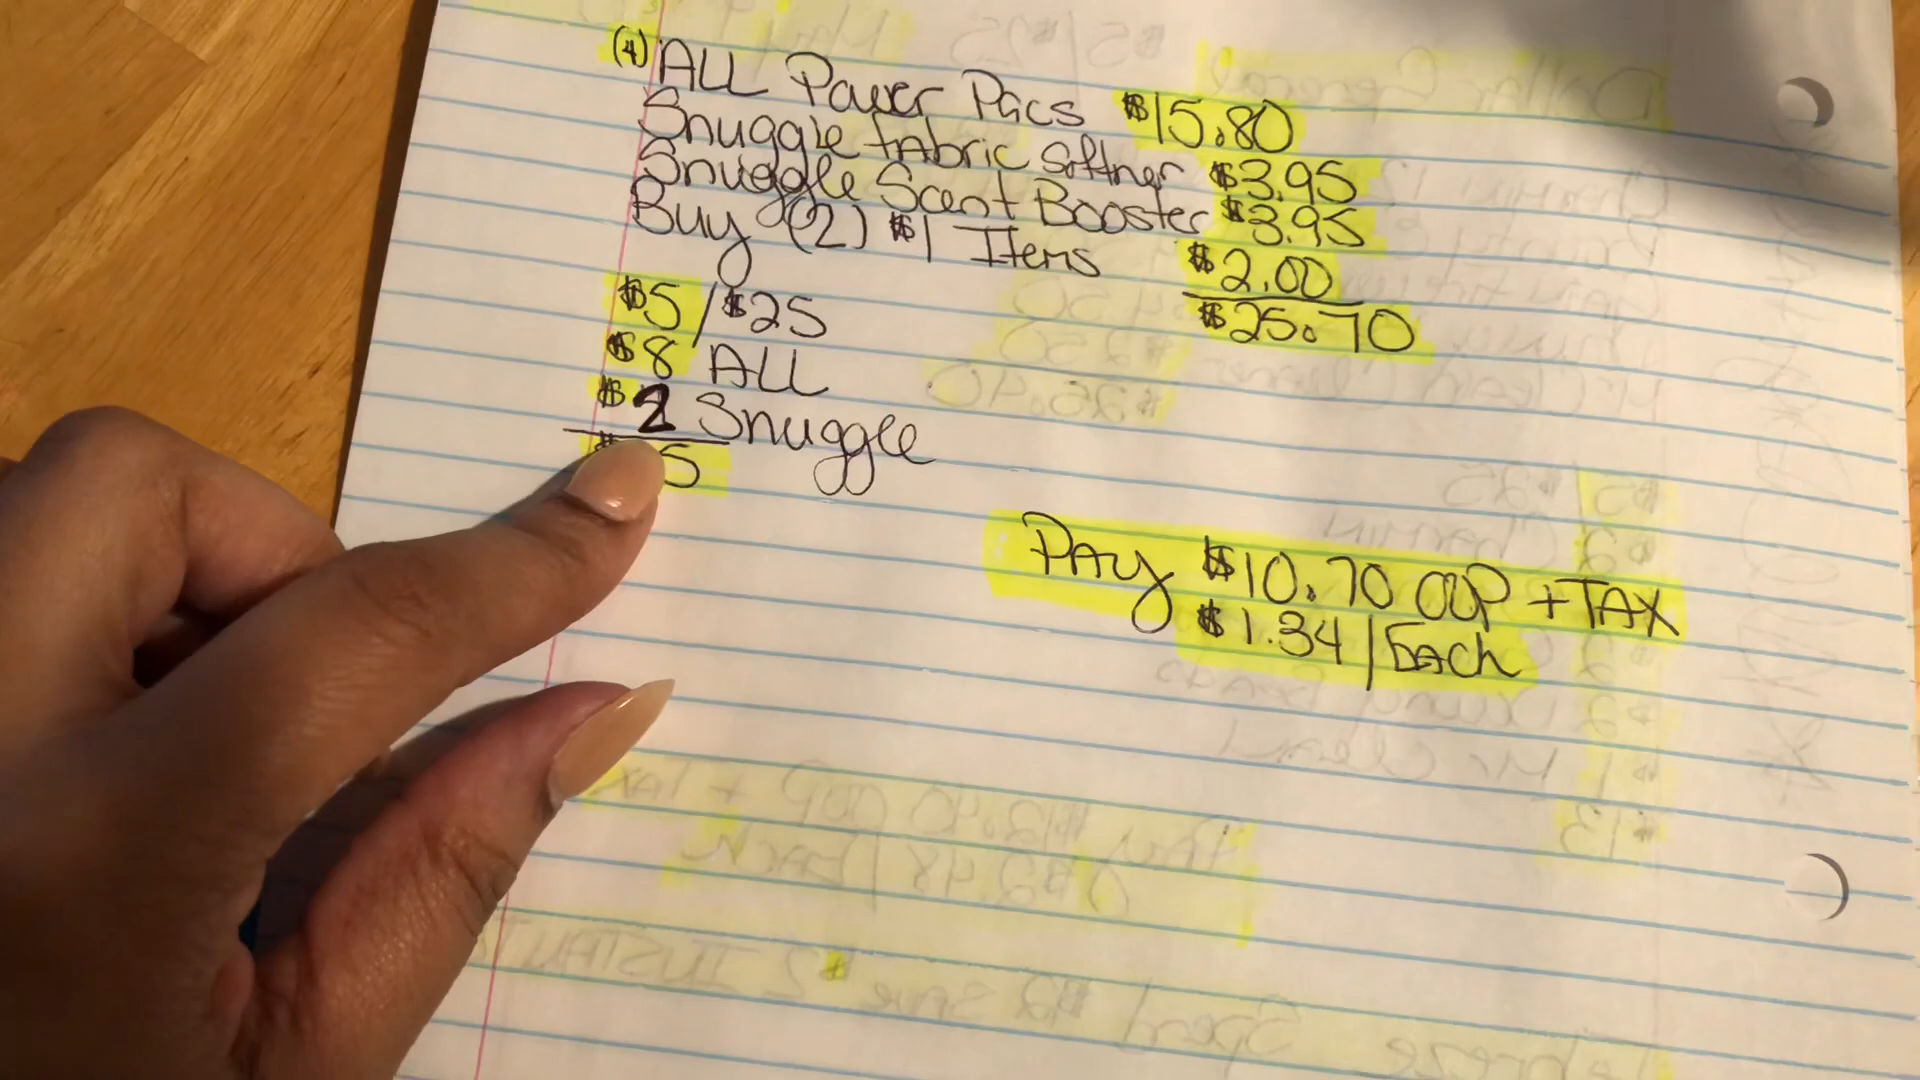 (4) ALL Power Pacs $15.80
Snuggle fabric Softner $3.95
Snuggle Scent Booster $3.95
Buy (2) $1 Items $2.00
$25.70
$5/$25
$8 ALL
$2 Snuggle
5
Pay $10.70 OOP + TAX
$1.34/Each